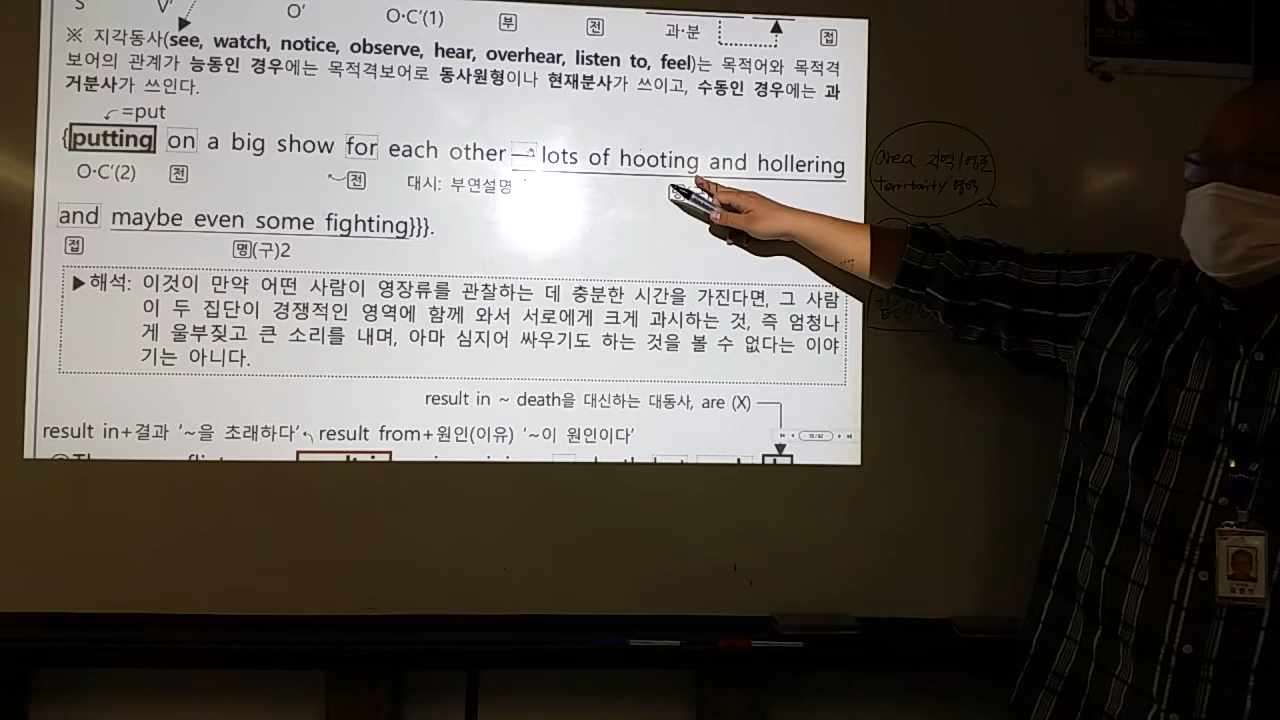 S V' O' O·C'(1) 부 전 과·분 접
※ 지각동사(see, watch, notice, observe, hear, overhear, listen to, feel)는 목적어와 목적격
보어의 관계가 능동인 경우에는 목적격보어로 동사원형이나 현재분사가 쓰이고, 수동인 경우에는 과
거분사가 쓰인다.
=put
{putting on a big show for each other — lots of hooting and hollering
O·C'(2) 전 전 대시: 부연설명
and maybe even some fighting}}}.
접 명(구)2
▶해석: 이것이 만약 어떤 사람이 영장류를 관찰하는 데 충분한 시간을 가진다면, 그 사람
이 두 집단이 경쟁적인 영역에 함께 와서 서로에게 크게 과시하는 것, 즉 엄청나
게 울부짖고 큰 소리를 내며, 아마 심지어 싸우기도 하는 것을 볼 수 없다는 이야
기는 아니다.
result in ~ death을 대신하는 대동사, are (X)
result in+결과 '~을 초래하다' result from+원인(이유) '~이 원인이다'
area 지역